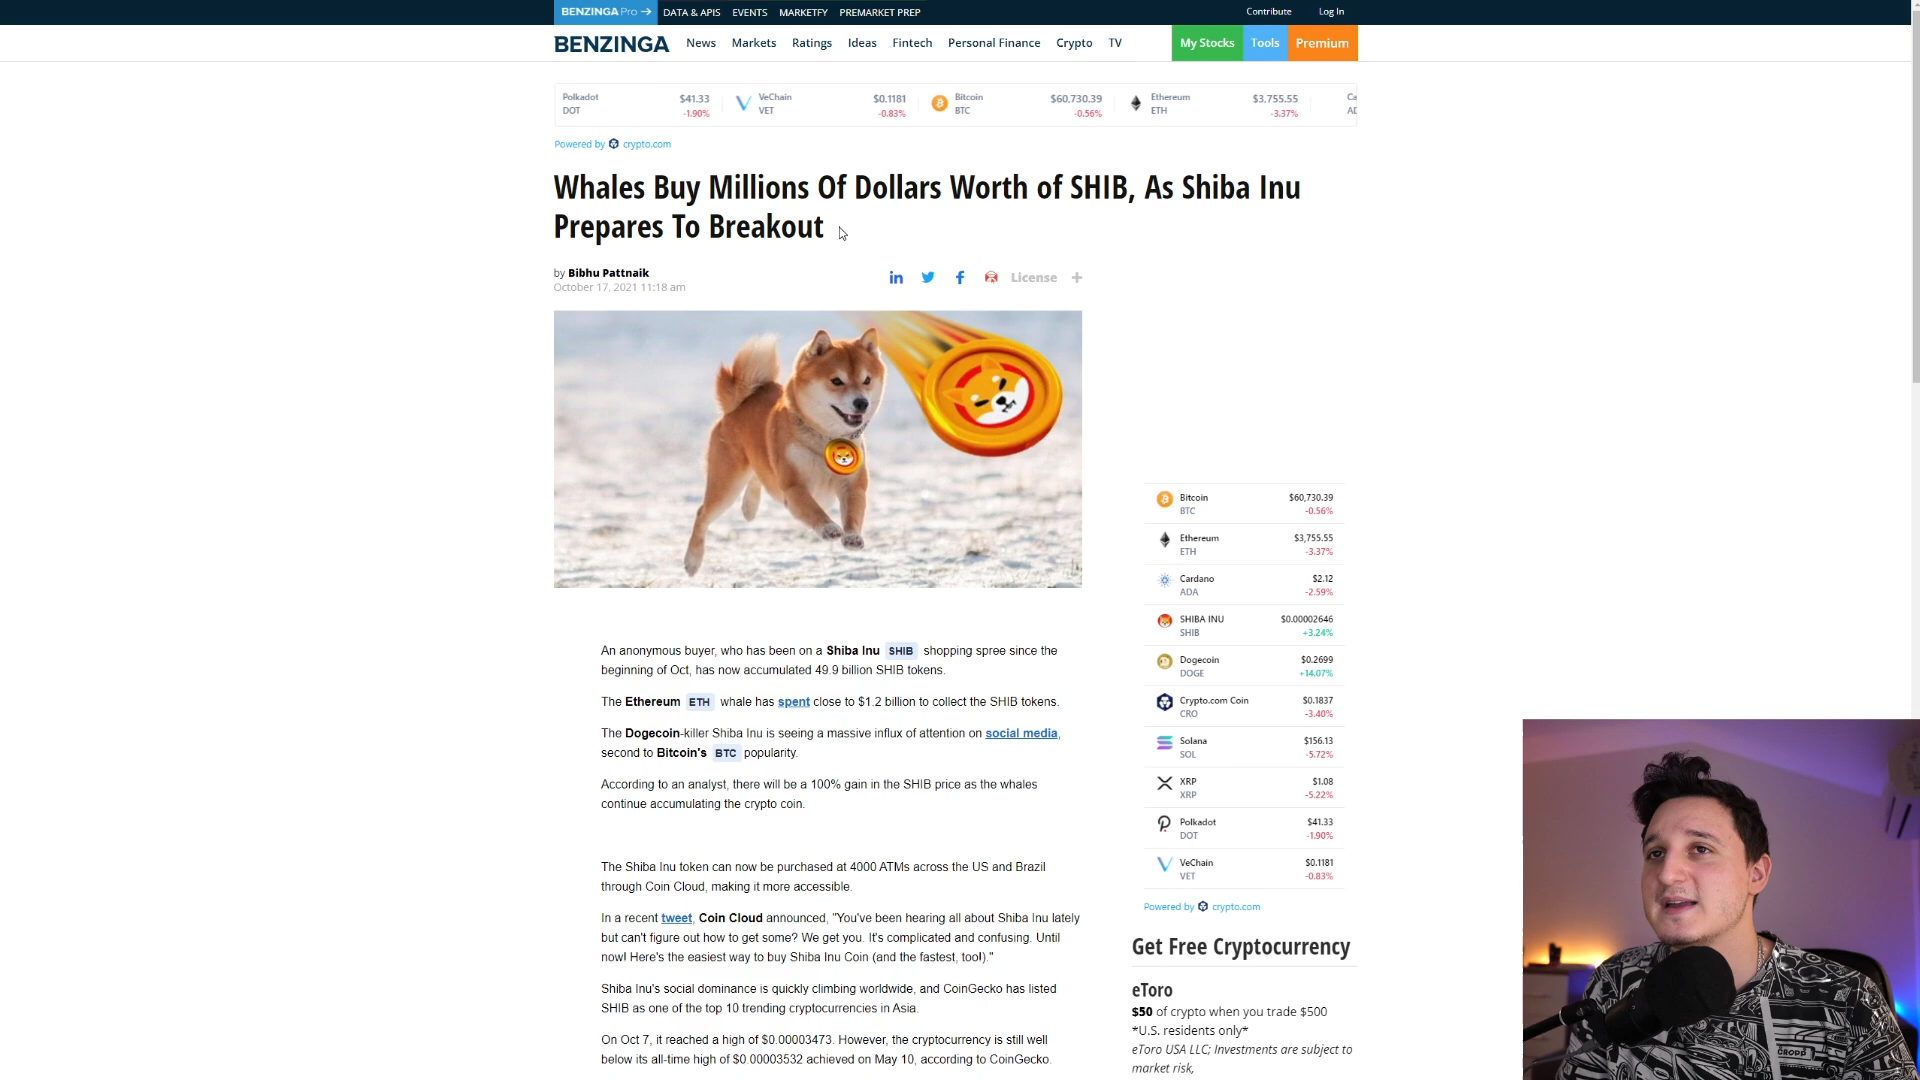 BENZINGA Pro → DATA & APIS EVENTS MARKETFY PREMARKET PREP Contribute Log In
BENZINGA News Markets Ratings Ideas Fintech Personal Finance Crypto TV My Stocks Tools Premium
Polkadot $41.33 VeChain $0.1181 Bitcoin $60,730.39 Ethereum $3,755.55 Ca
DOT -1.90% VET -0.83% BTC -0.56% ETH -3.37% AD
Powered by crypto.com
Whales Buy Millions Of Dollars Worth of SHIB, As Shiba Inu
Prepares To Breakout
by Bibhu Pattnaik
October 17, 2021 11:18 am
License +
An anonymous buyer, who has been on a Shiba Inu SHIB shopping spree since the
beginning of Oct, has now accumulated 49.9 billion SHIB tokens.
The Ethereum ETH whale has spent close to $1.2 billion to collect the SHIB tokens.
The Dogecoin-killer Shiba Inu is seeing a massive influx of attention on social media,
second to Bitcoin's BTC popularity.
According to an analyst, there will be a 100% gain in the SHIB price as the whales
continue accumulating the crypto coin.
The Shiba Inu token can now be purchased at 4000 ATMs across the US and Brazil
through Coin Cloud, making it more accessible.
In a recent tweet, Coin Cloud announced, "You've been hearing all about Shiba Inu lately
but can't figure out how to get some? We get you. It's complicated and confusing. Until
now! Here's the easiest way to buy Shiba Inu Coin (and the fastest, too!)."
Shiba Inu's social dominance is quickly climbing worldwide, and CoinGecko has listed
SHIB as one of the top 10 trending cryptocurrencies in Asia.
On Oct 7, it reached a high of $0.00003473. However, the cryptocurrency is still well
below its all-time high of $0.00003532 achieved on May 10, according to CoinGecko.
Bitcoin $60,730.39
BTC -0.56%
Ethereum $3,755.55
ETH -3.37%
Cardano $2.12
ADA -2.59%
SHIBA INU $0.00002646
SHIB +3.24%
Dogecoin $0.2699
DOGE +14.07%
Crypto.com Coin $0.1837
CRO -3.40%
Solana $156.13
SOL -5.72%
XRP $1.08
XRP -5.22%
Polkadot $41.33
DOT -1.90%
VeChain $0.1181
VET -0.83%
Powered by crypto.com
Get Free Cryptocurrency
eToro
$50 of crypto when you trade $500
*U.S. residents only*
eToro USA LLC; Investments are subject to
market risk,
CROPP